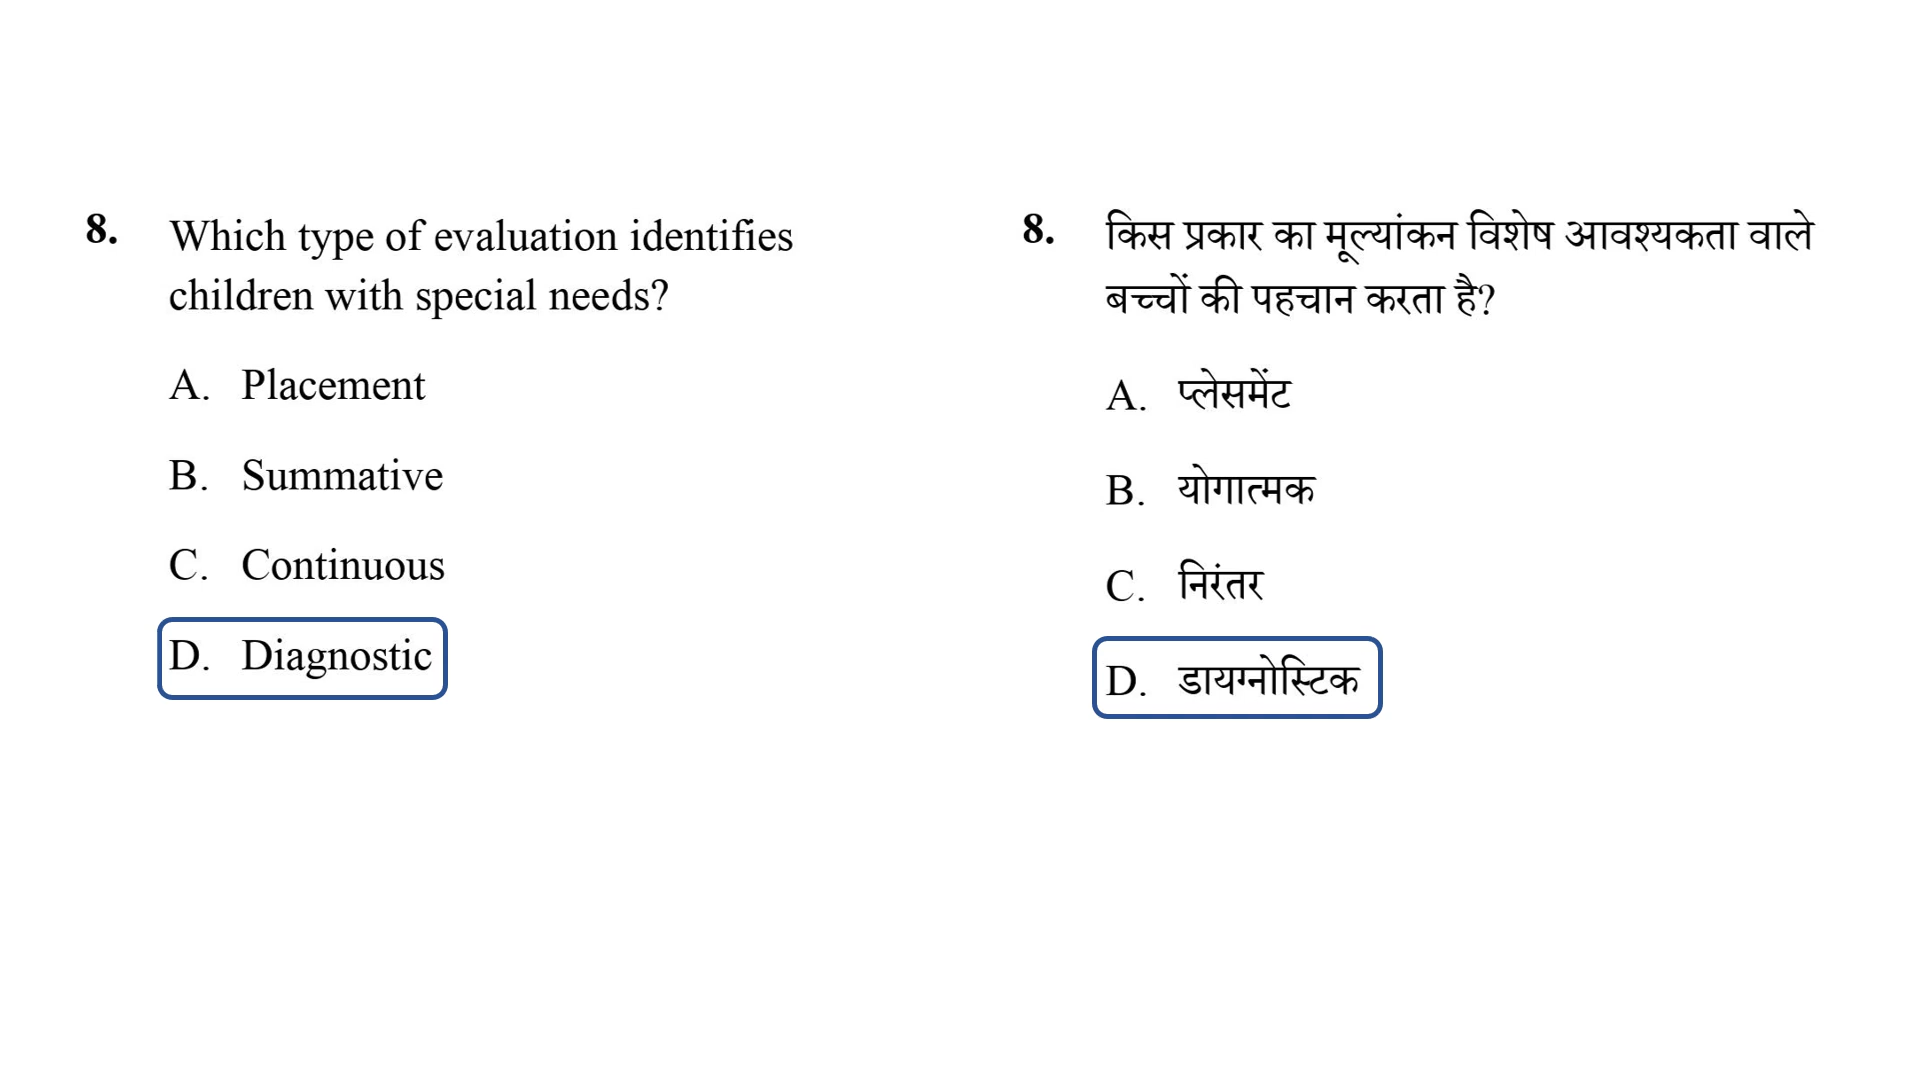 8. Which type of evaluation identifies
children with special needs?
A. Placement
B. Summative
C. Continuous
D. Diagnostic
8. किस प्रकार का मूल्यांकन विशेष आवश्यकता वाले
बच्चों की पहचान करता है?
A. प्लेसमेंट
B. योगात्मक
C. निरंतर
D. डायग्नोस्टिक